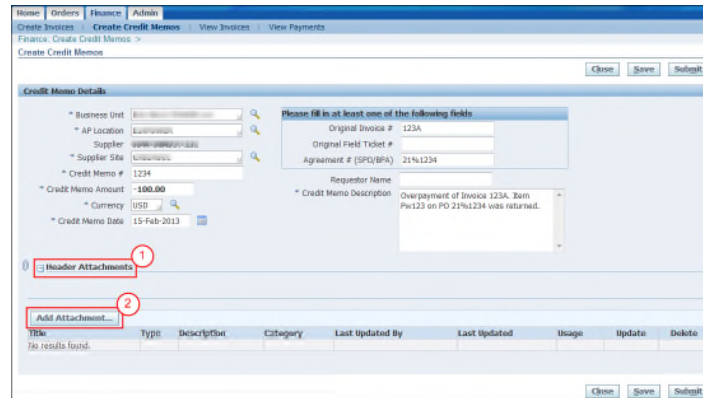 Home Orders Finance Admin
Create Invoices | Create Credit Memos | View Invoices | View Payments
Finance: Create Credit Memos >
Create Credit Memos
Close Save Submit
Credit Memo Details
* Business Unit
Please fill in at least one of the following fields
* AP Location
Original Invoice # 123A
Supplier
Original Field Ticket #
* Supplier Site
Agreement # (SPO/BPA) 21%1234
* Credit Memo # 1234
Requestor Name
* Credit Memo Amount -100.00
* Credit Memo Description Overpayment of Invoice 123A. Item
Pw123 on PO 21%1234 was returned.
* Currency USD
* Credit Memo Date 15-Feb-2013
1
Header Attachments
2
Add Attachment...
Title Type Description Category Last Updated By Last Updated Usage Update Delete
No results found.
Close Save Submit